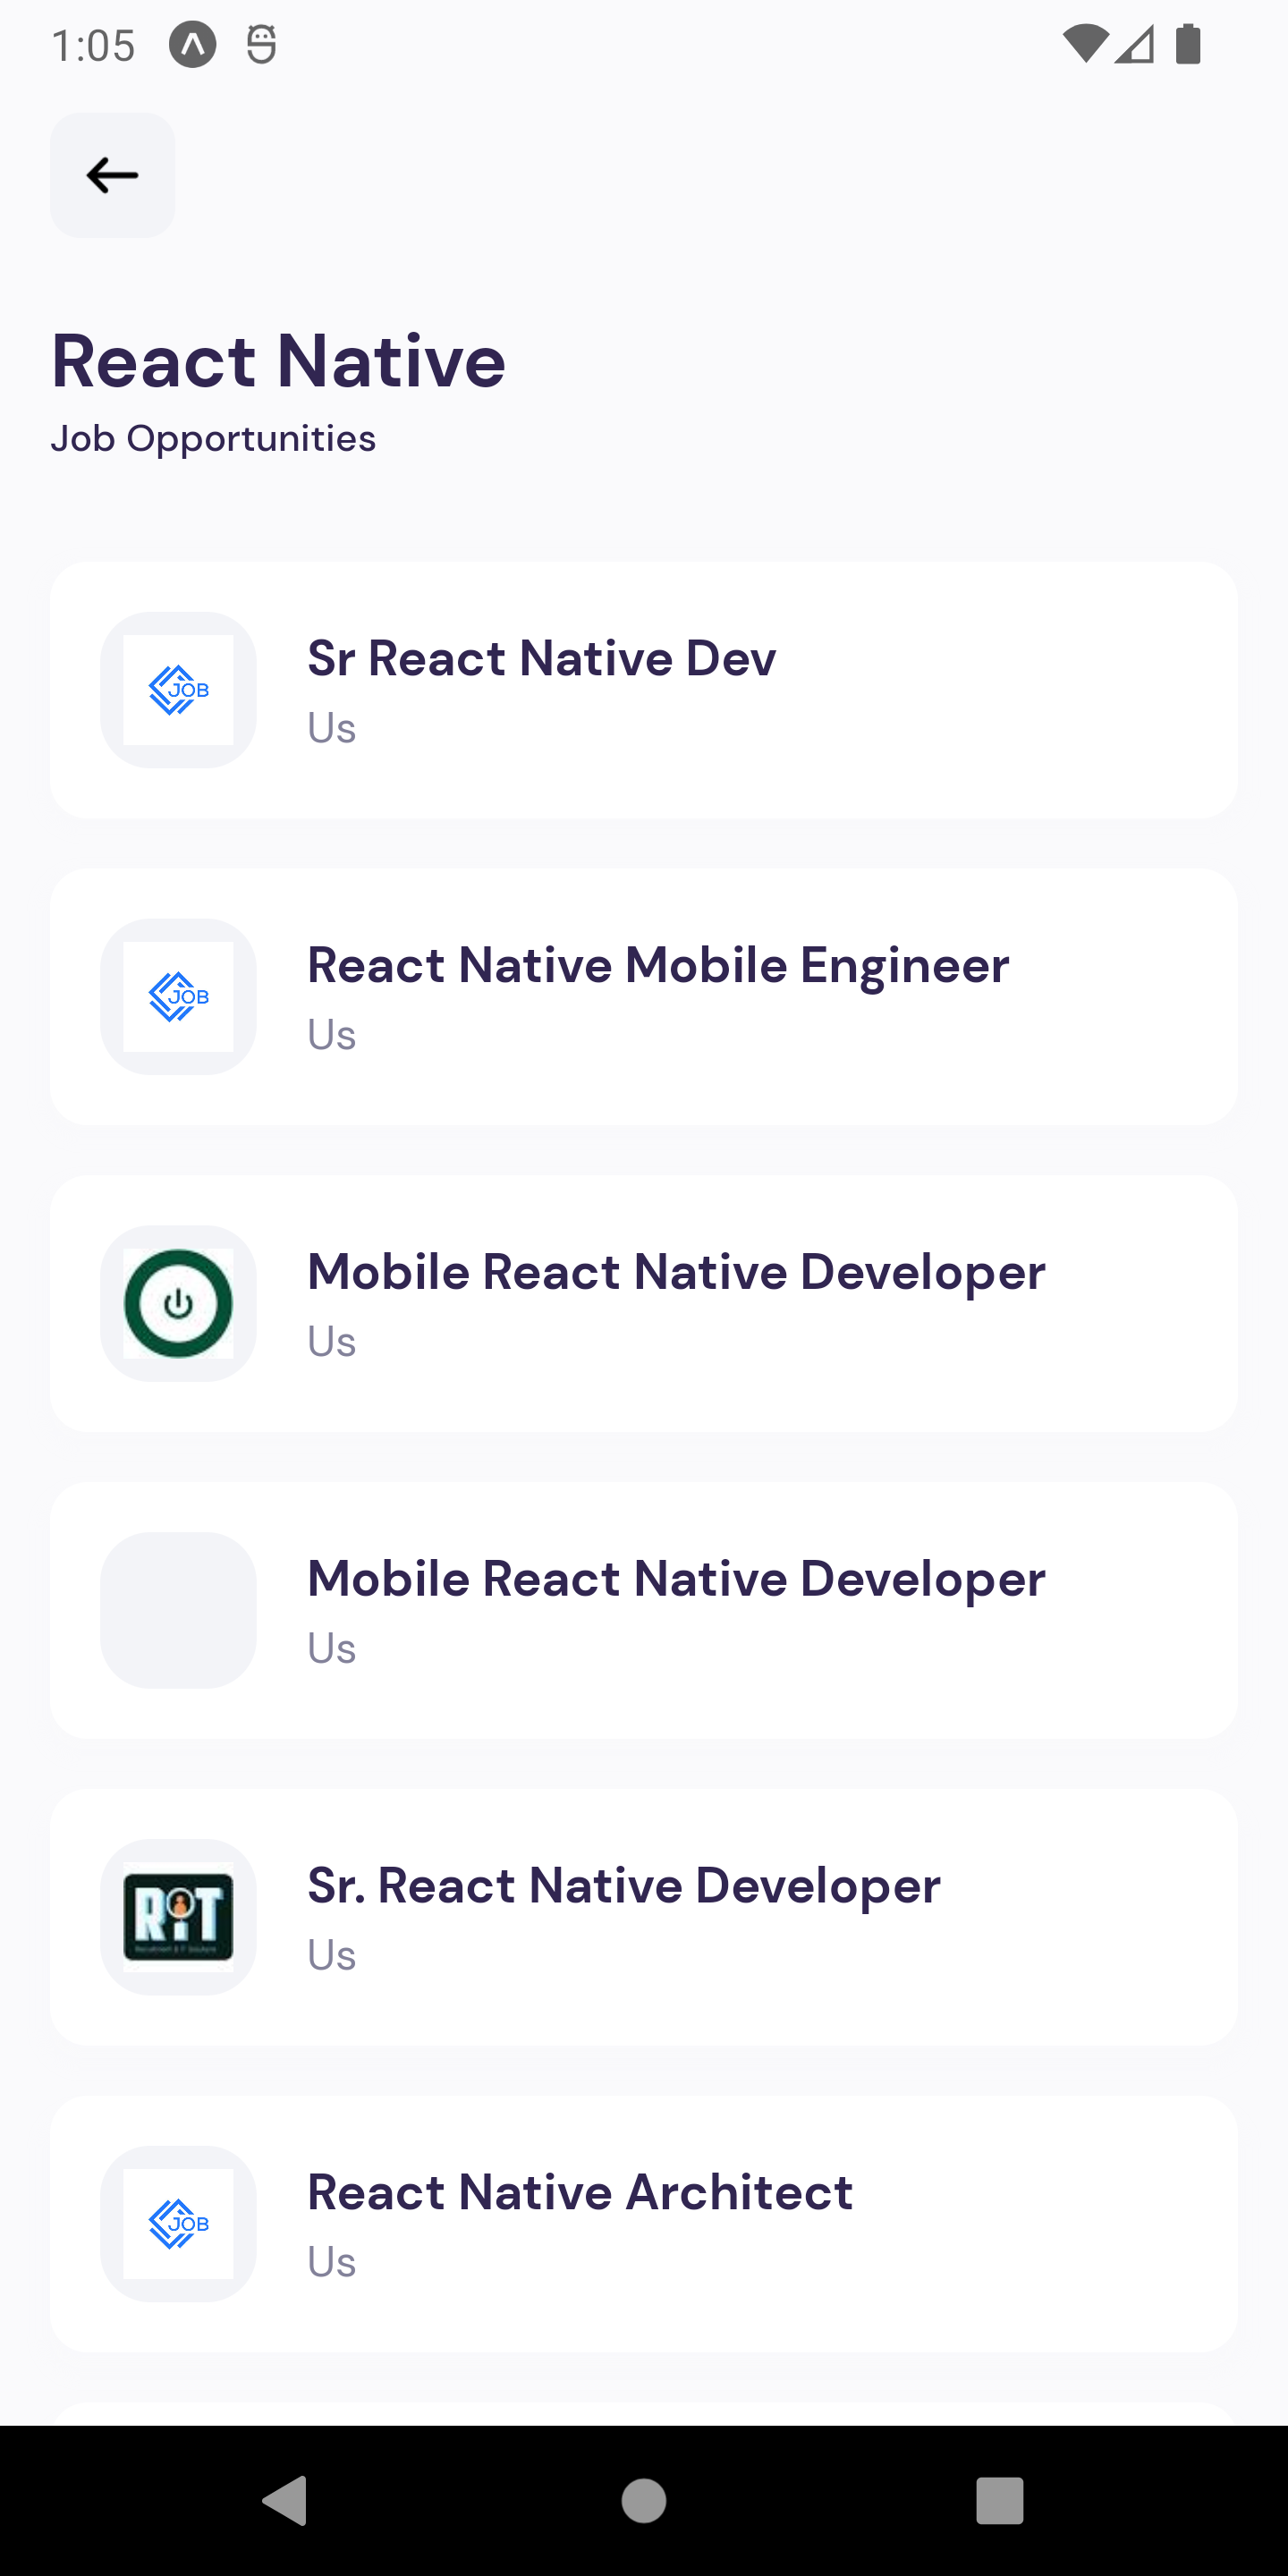 1:05
React Native
Job Opportunities
JOB
Sr React Native Dev
Us
JOB
React Native Mobile Engineer
Us
Mobile React Native Developer
Us
Mobile React Native Developer
Us
RiT
Sr. React Native Developer
Us
JOB
React Native Architect
Us